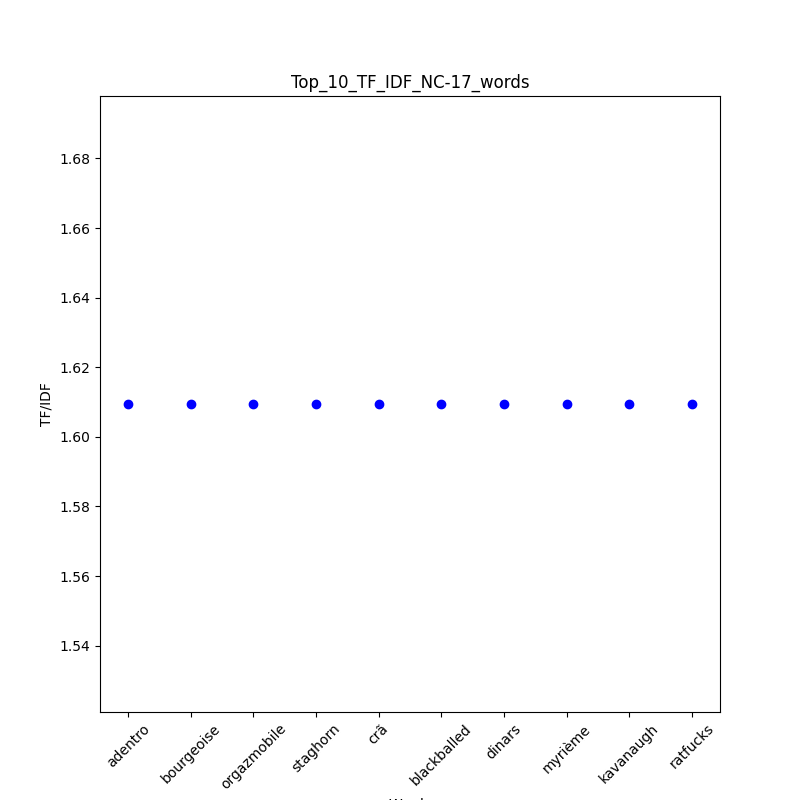 Top_10_TF_IDF_NC-17_words
1.68
1.66
1.64
1.62
1.60
1.58
1.56
1.54
TF/IDF
adentro
bourgeoise
orgazmobile
staghorn
crã
blackballed
dinars
myrième
kavanaugh
ratfucks